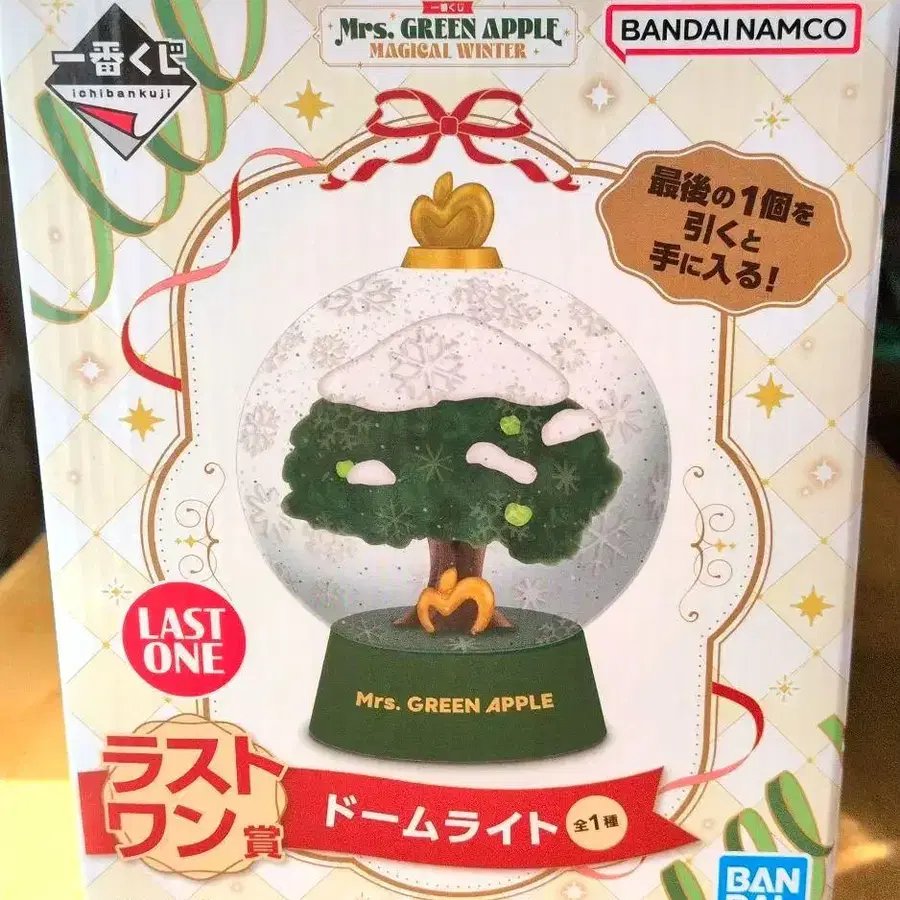 一番くじ
ichibankuji
一番くじ
Mrs. GREEN APPLE
MAGICAL WINTER
BANDAI NAMCO
最後の1個を
引くと
手に入る!
LAST
ONE
Mrs. GREEN APPLE
ラスト
ワン賞
ドームライト
全1種
BAN
DAI